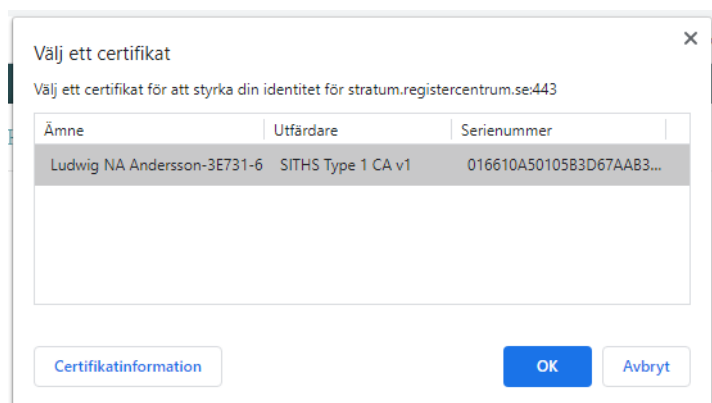 Välj ett certifikat
Välj ett certifikat för att styrka din identitet för stratum.registercentrum.se:443
Ämne Utfärdare Serienummer
Ludwig NA Andersson-3E731-6 SITHS Type 1 CA v1 016610A50105B3D67AAB3...
Certifikatinformation OK Avbryt